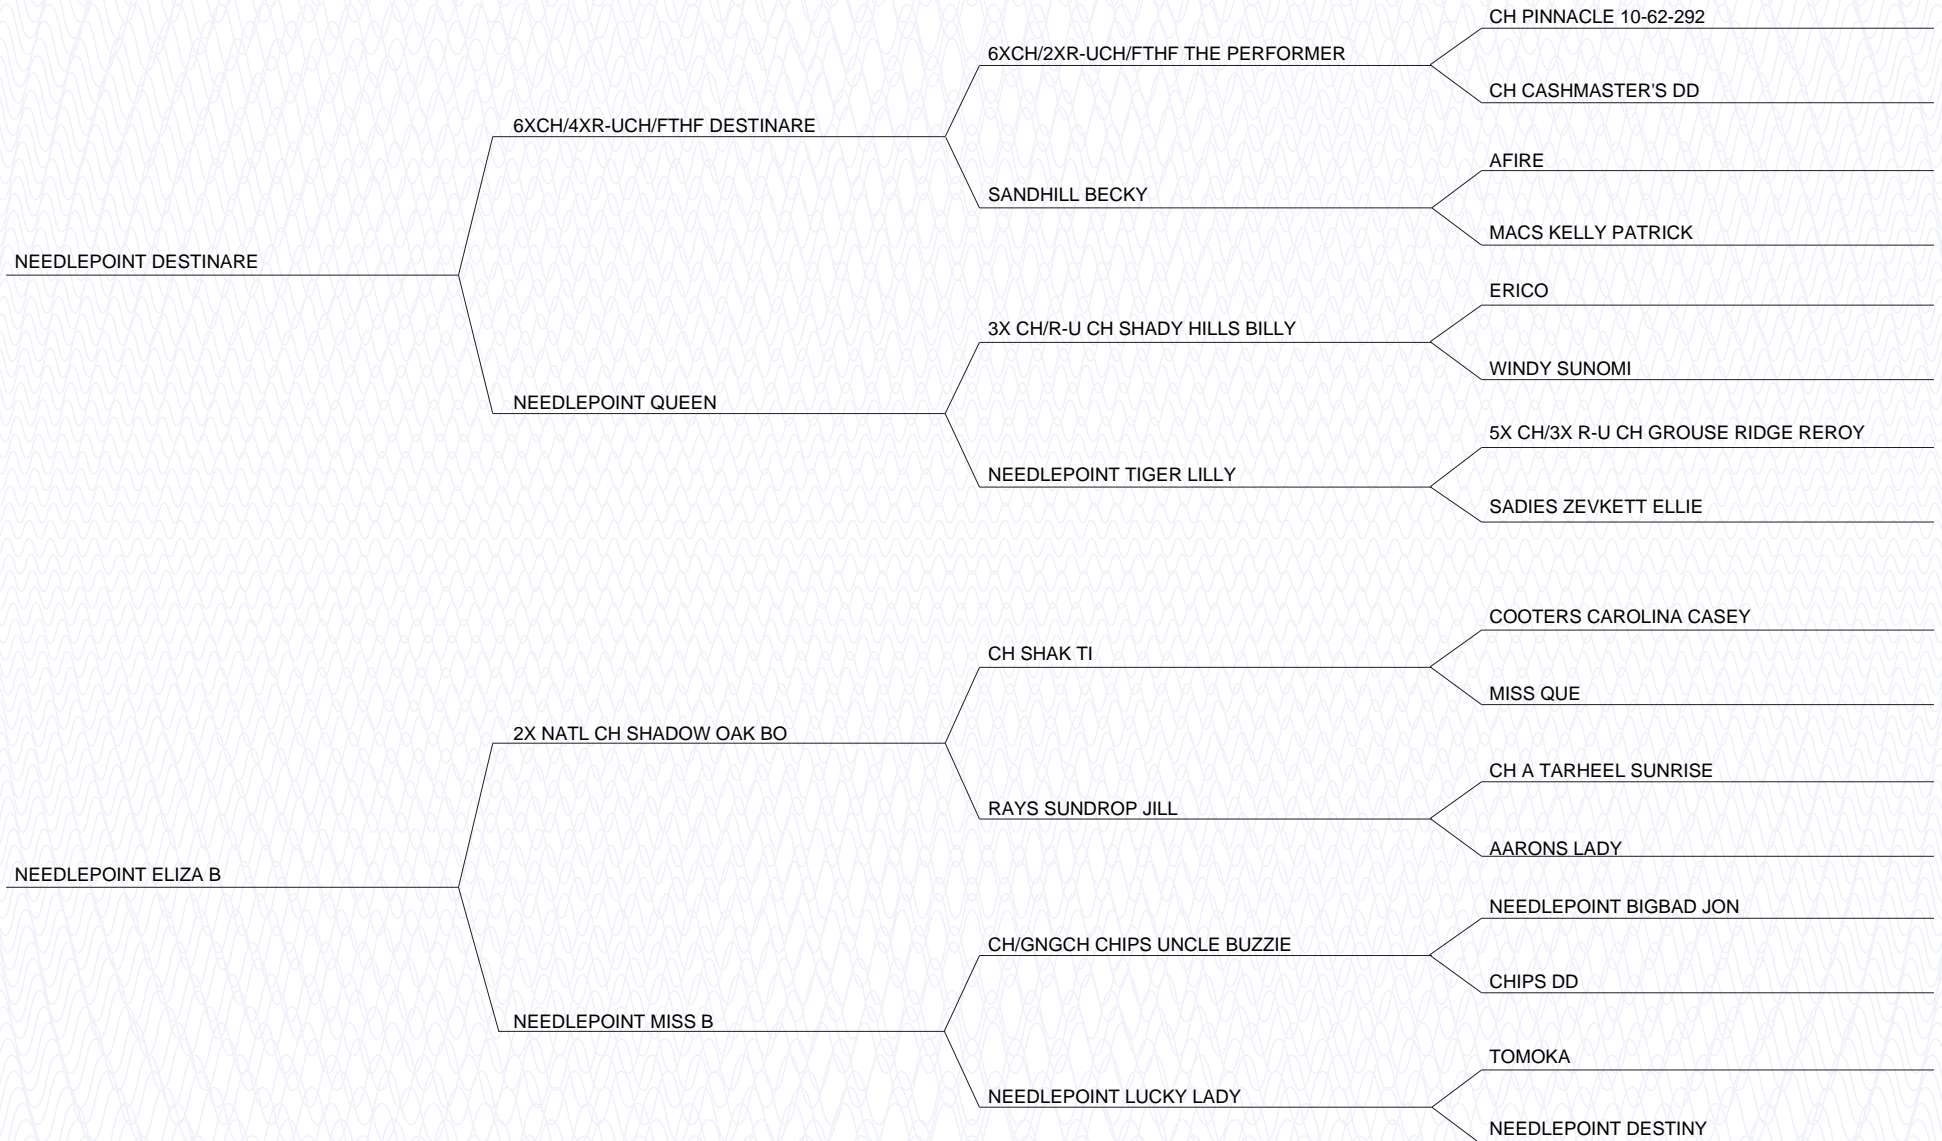 CH PINNACLE 10-62-292
6XCH/2XR-UCH/FTHF THE PERFORMER
CH CASHMASTER'S DD
6XCH/4XR-UCH/FTHF DESTINARE
AFIRE
SANDHILL BECKY
MACS KELLY PATRICK
NEEDLEPOINT DESTINARE
ERICO
3X CH/R-U CH SHADY HILLS BILLY
WINDY SUNOMI
NEEDLEPOINT QUEEN
5X CH/3X R-U CH GROUSE RIDGE REROY
NEEDLEPOINT TIGER LILLY
SADIES ZEVKETT ELLIE
COOTERS CAROLINA CASEY
CH SHAK TI
MISS QUE
2X NATL CH SHADOW OAK BO
CH A TARHEEL SUNRISE
RAYS SUNDROP JILL
AARONS LADY
NEEDLEPOINT ELIZA B
NEEDLEPOINT BIGBAD JON
CH/GNGCH CHIPS UNCLE BUZZIE
CHIPS DD
NEEDLEPOINT MISS B
TOMOKA
NEEDLEPOINT LUCKY LADY
NEEDLEPOINT DESTINY